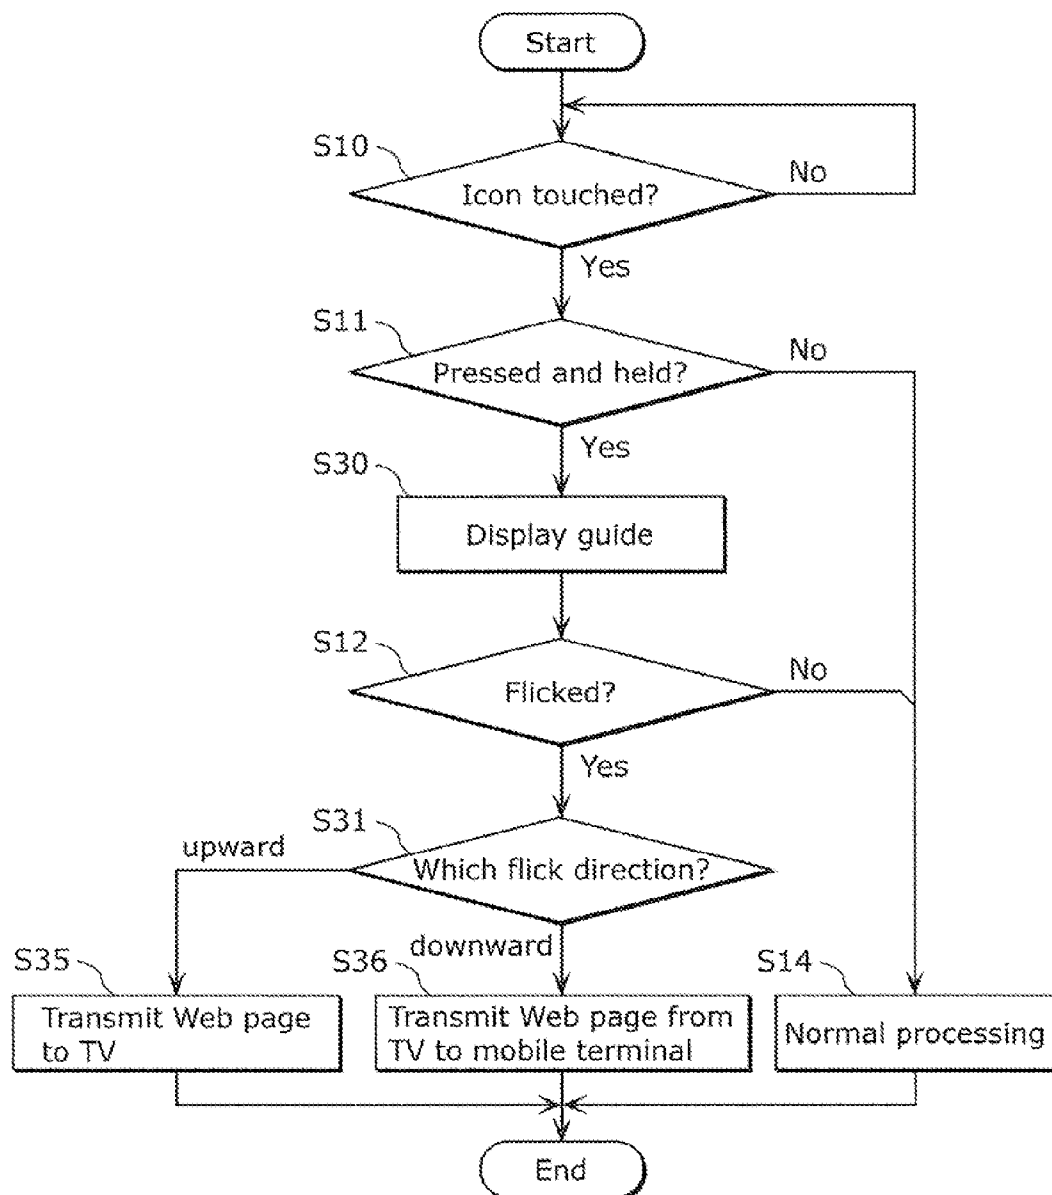 Start
S10
Icon touched?
No
Yes
S11
Pressed and held?
No
Yes
S30
Display guide
S12
Flicked?
No
Yes
S31
Which flick direction?
upward
downward
S35
Transmit Web page
to TV
S36
Transmit Web page from
TV to mobile terminal
S14
Normal processing
End